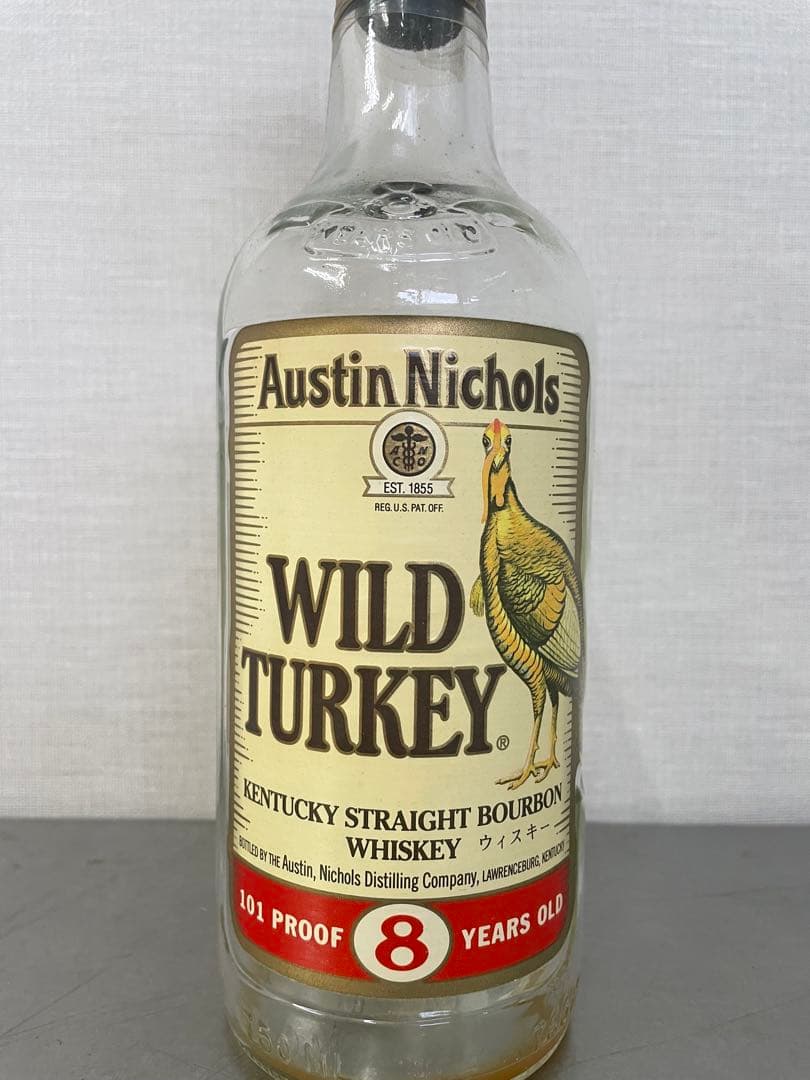 Austin Nichols
A N
C O
EST. 1855
REG. U.S. PAT. OFF.
WILD
TURKEY®
KENTUCKY STRAIGHT BOURBON
WHISKEY ウィスキー
BOTTLED BY THE Austin, Nichols Distilling Company, LAWRENCEBURG, KENTUCKY
101 PROOF 8 YEARS OLD